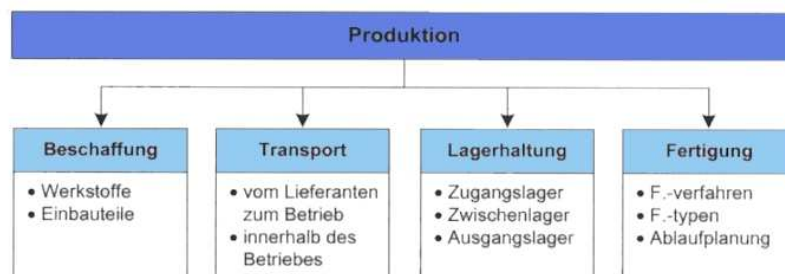 Produktion
Beschaffung
• Werkstoffe
• Einbauteile
Transport
• vom Lieferanten
zum Betrieb
• innerhalb des
Betriebes
Lagerhaltung
• Zugangslager
• Zwischenlager
• Ausgangslager
Fertigung
• F.-verfahren
• F.-typen
• Ablaufplanung